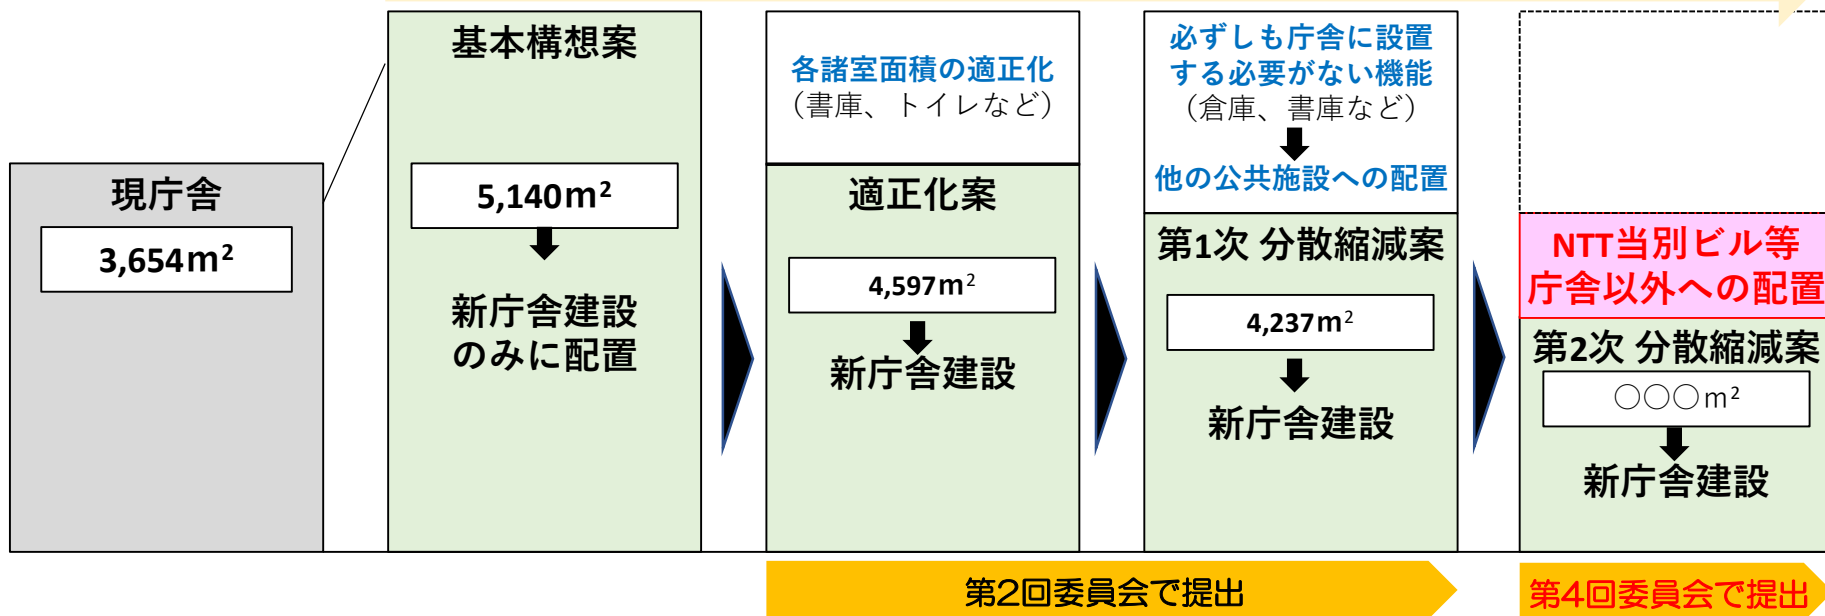 現庁舎
3,654m²
基本構想案
5,140m²
新庁舎建設
のみに配置
各諸室面積の適正化
（書庫、トイレなど）
適正化案
4,597m²
新庁舎建設
必ずしも庁舎に設置
する必要がない機能
（倉庫、書庫など）
他の公共施設への配置
第1次 分散縮減案
4,237m²
新庁舎建設
NTT当別ビル等
庁舎以外への配置
第2次 分散縮減案
○○○m²
新庁舎建設
第2回委員会で提出
第4回委員会で提出